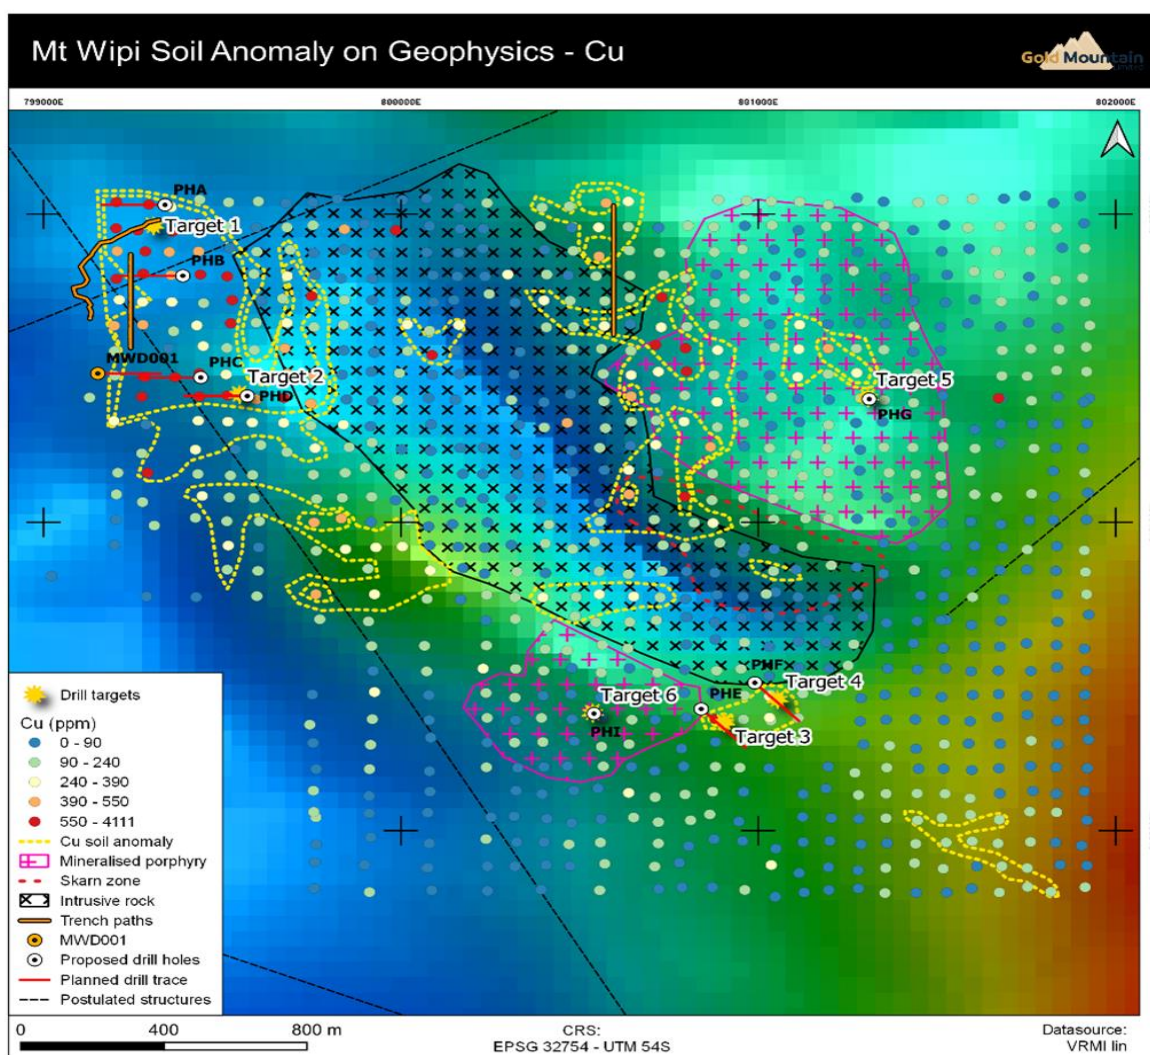 Mt Wipi Soil Anomaly on Geophysics - Cu
Gold Mountain
799000E
800000E
801000E
802000E
PHA
Target 1
PHB
MWD001
PHC
Target 2
PHD
Target 5
PHG
PHF
Target 4
Target 6
PHE
PHI
Target 3
Drill targets
Cu (ppm)
0 - 90
90 - 240
240 - 390
390 - 550
550 - 4111
Cu soil anomaly
Mineralised porphyry
Skarn zone
Intrusive rock
Trench paths
MWD001
Proposed drill holes
Planned drill trace
Postulated structures
0 400 800 m
CRS:
EPSG 32754 - UTM 54S
Datasource:
VRMI lin